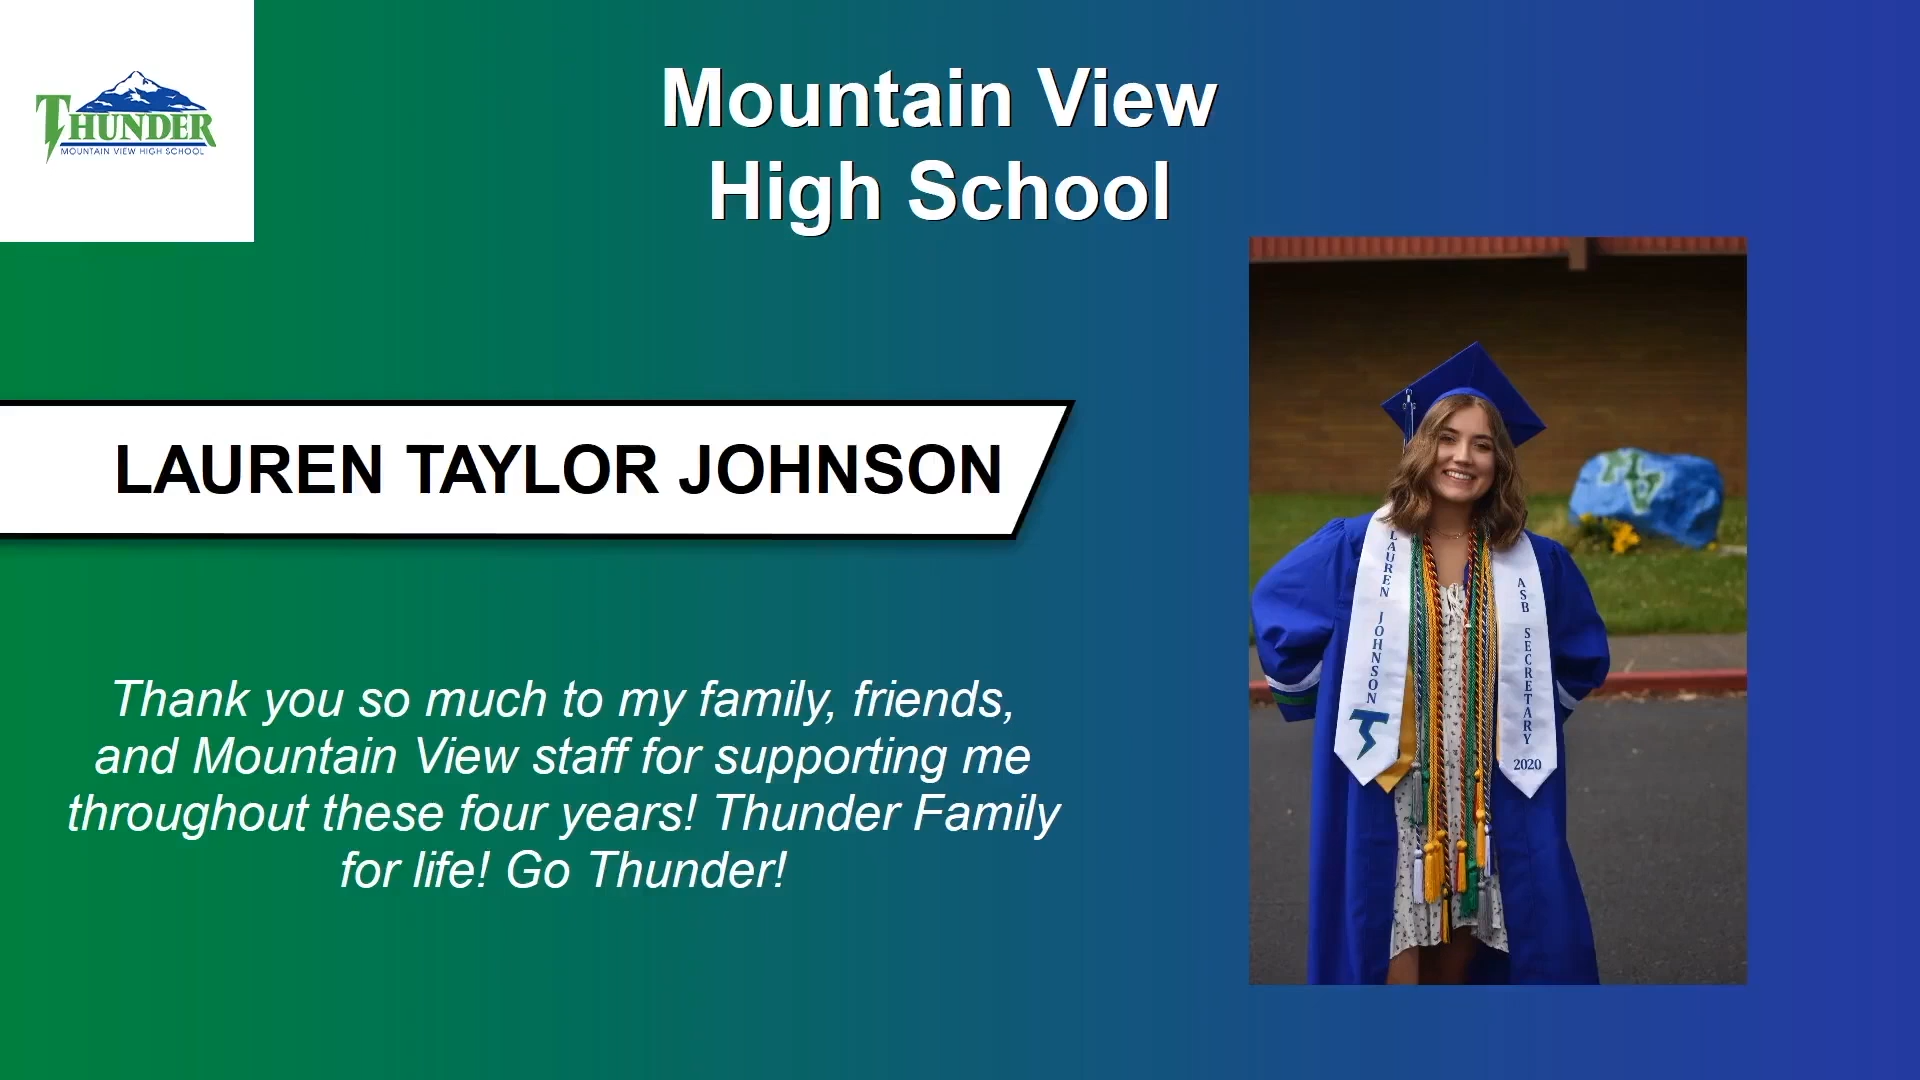 THUNDER
MOUNTAIN VIEW HIGH SCHOOL
Mountain View
High School
LAUREN TAYLOR JOHNSON
Thank you so much to my family, friends,
and Mountain View staff for supporting me
throughout these four years! Thunder Family
for life! Go Thunder!
LAUREN JOHNSON
ASB SECRETARY
2020
MV